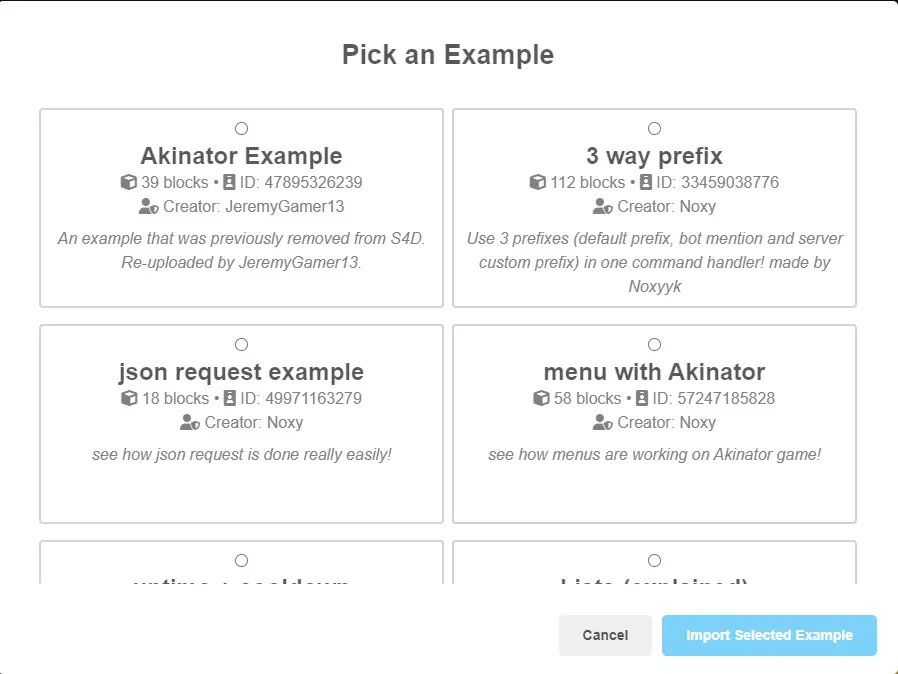 Pick an Example
Akinator Example
39 blocks • ID: 47895326239
Creator: JeremyGamer13
An example that was previously removed from S4D.
Re-uploaded by JeremyGamer13.
3 way prefix
112 blocks • ID: 33459038776
Creator: Noxy
Use 3 prefixes (default prefix, bot mention and server
custom prefix) in one command handler! made by
Noxyyk
json request example
18 blocks • ID: 49971163279
Creator: Noxy
see how json request is done really easily!
menu with Akinator
58 blocks • ID: 57247185828
Creator: Noxy
see how menus are working on Akinator game!
uptime + cooldown
Lists (explained)
Cancel
Import Selected Example